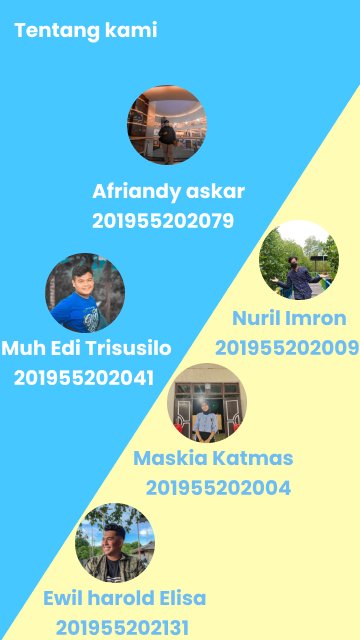 Tentang kami
Afriandy askar
201955202079
Nuril Imron
201955202009
Muh Edi Trisusilo
201955202041
Maskia Katmas
201955202004
Ewil harold Elisa
201955202131